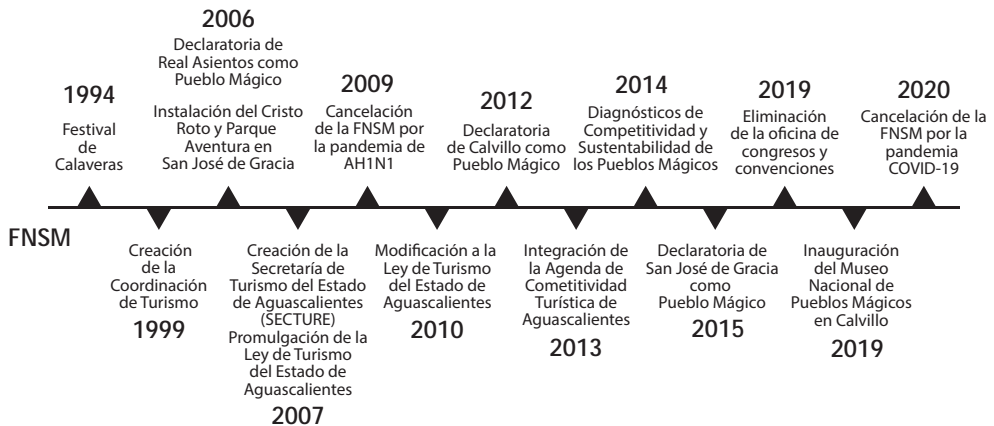 2006
Declaratoria de
Real Asientos como
Pueblo Mágico
Instalación del Cristo
Roto y Parque
Aventura en
San José de Gracia
1994
Festival
de
Calaveras
2009
Cancelación
de la FNSM por
la pandemia de
AH1N1
2012
Declaratoria
de Calvillo como
Pueblo Mágico
2014
Diagnósticos de
Competitividad y
Sustentabilidad de
los Pueblos Mágicos
2019
Eliminación
de la oficina de
congresos y
convenciones
2020
Cancelación de la
FNSM por la
pandemia
COVID-19
FNSM
Creación
de la
Coordinación
de Turismo
1999
Creación de la
Secretaría de
Turismo del Estado
de Aguascalientes
(SECTURE)
Promulgación de la
Ley de Turismo
del Estado de
Aguascalientes
2007
Modificación a la
Ley de Turismo
del Estado de
Aguascalientes
2010
Integración de
la Agenda de
Cometitividad
Turística de
Aguascalientes
2013
Declaratoria de
San José de Gracia
como
Pueblo Mágico
2015
Inauguración
del Museo
Nacional de
Pueblos Mágicos
en Calvillo
2019